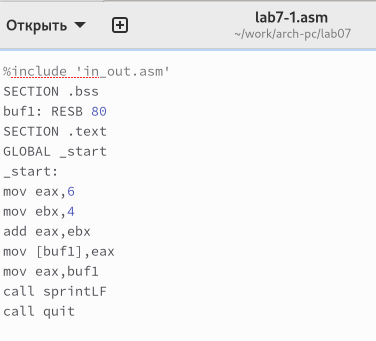 Открыть
lab7-1.asm
~/work/arch-pc/lab07
%include 'in_out.asm'
SECTION .bss
buf1: RESB 80
SECTION .text
GLOBAL _start
_start:
mov eax,6
mov ebx,4
add eax,ebx
mov [buf1],eax
mov eax,buf1
call sprintLF
call quit